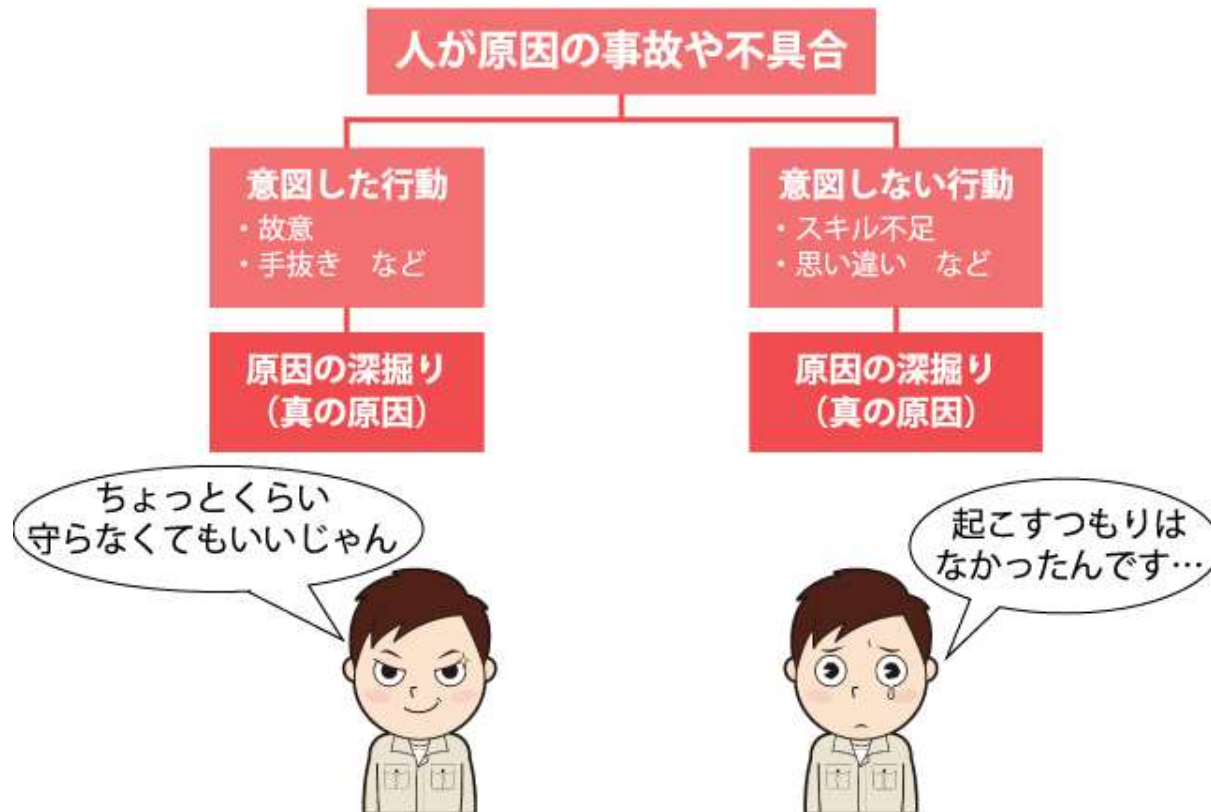 人が原因の事故や不具合
意図した行動
・故意
・手抜き　など
原因の深掘り
（真の原因）
ちょっとくらい
守らなくてもいいじゃん
意図しない行動
・スキル不足
・思い違い　など
原因の深掘り
（真の原因）
起こすつもりは
なかったんです…